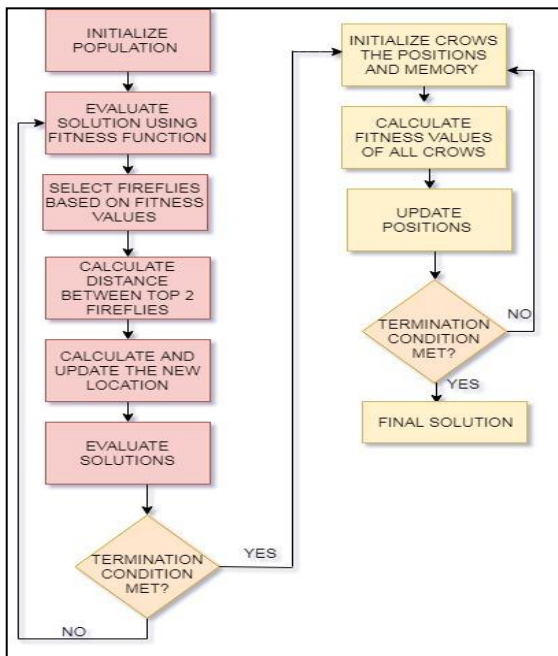 INITIALIZE
POPULATION
EVALUATE
SOLUTION USING
FITNESS FUNCTION
SELECT FIREFLIES
BASED ON FITNESS
VALUES
CALCULATE
DISTANCE
BETWEEN TOP 2
FIREFLIES
CALCULATE AND
UPDATE THE NEW
LOCATION
EVALUATE
SOLUTIONS
TERMINATION
CONDITION
MET?
NO
YES
INITIALIZE CROWS
THE POSITIONS
AND MEMORY
CALCULATE
FITNESS VALUES
OF ALL CROWS
UPDATE
POSITIONS
TERMINATION
CONDITION
MET?
NO
YES
FINAL SOLUTION